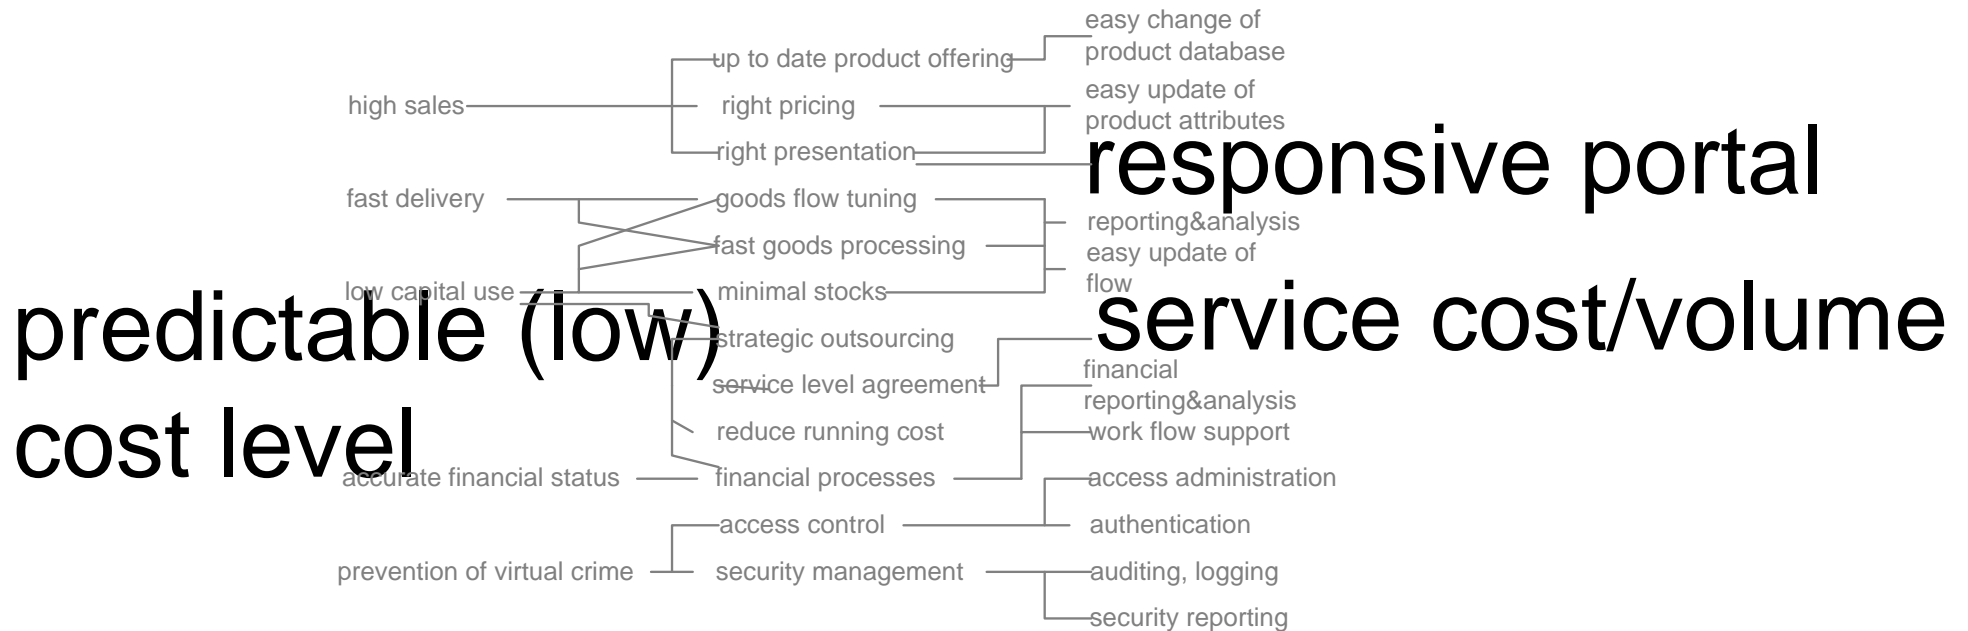 high sales
fast delivery
low capital use
predictable (low)
cost level
accurate financial status
prevention of virtual crime
up to date product offering
right pricing
right presentation
goods flow tuning
fast goods processing
minimal stocks
strategic outsourcing
service level agreement
reduce running cost
financial processes
access control
security management
easy change of
product database
easy update of
product attributes
responsive portal
reporting&analysis
easy update of
flow
service cost/volume
financial
reporting&analysis
work flow support
access administration
authentication
auditing, logging
security reporting